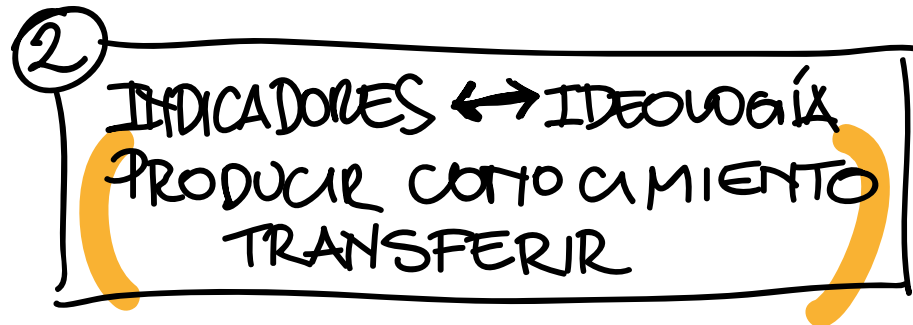 2
INDICADORES ↔ IDEOLOGÍA
PRODUCIR CONOCIMIENTO
TRANSFERIR